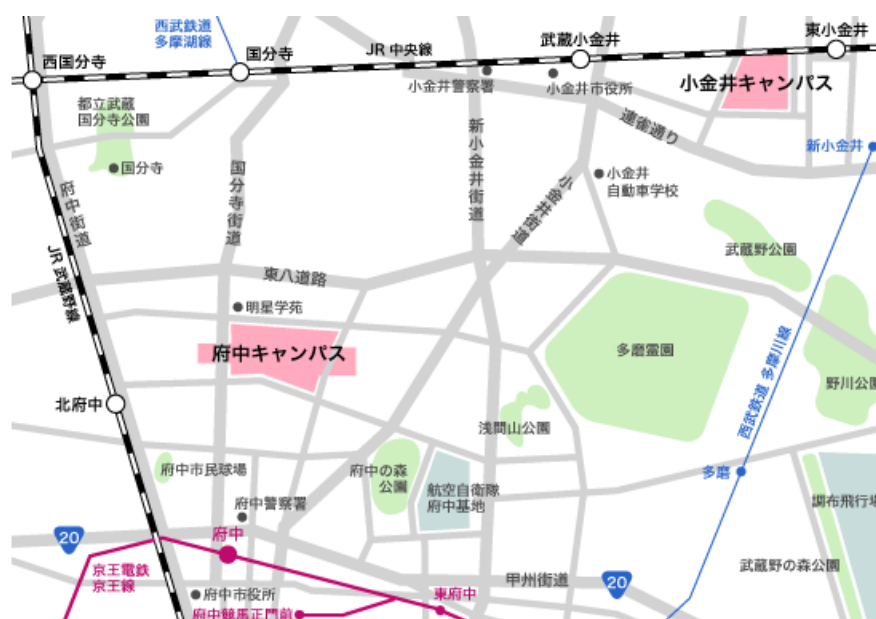 西武鉄道
多摩湖線
西国分寺
国分寺
JR 中央線
武蔵小金井
東小金井
小金井警察署
小金井市役所
小金井キャンパス
都立武蔵
国分寺公園
国分寺
連雀通り
新小金井
新小金井街道
国分寺街道
小金井街道
小金井
自動車学校
府中街道
JR 武蔵野線
東八道路
武蔵野公園
明星学苑
府中キャンパス
多磨霊園
西武鉄道 多摩川線
野川公園
北府中
浅間山公園
府中市民球場
府中の森
公園
航空自衛隊
府中基地
多磨
調布飛行場
府中警察署
20
府中
京王電鉄
京王線
甲州街道
20
武蔵野の森公園
府中市役所
東府中
府中競馬正門前